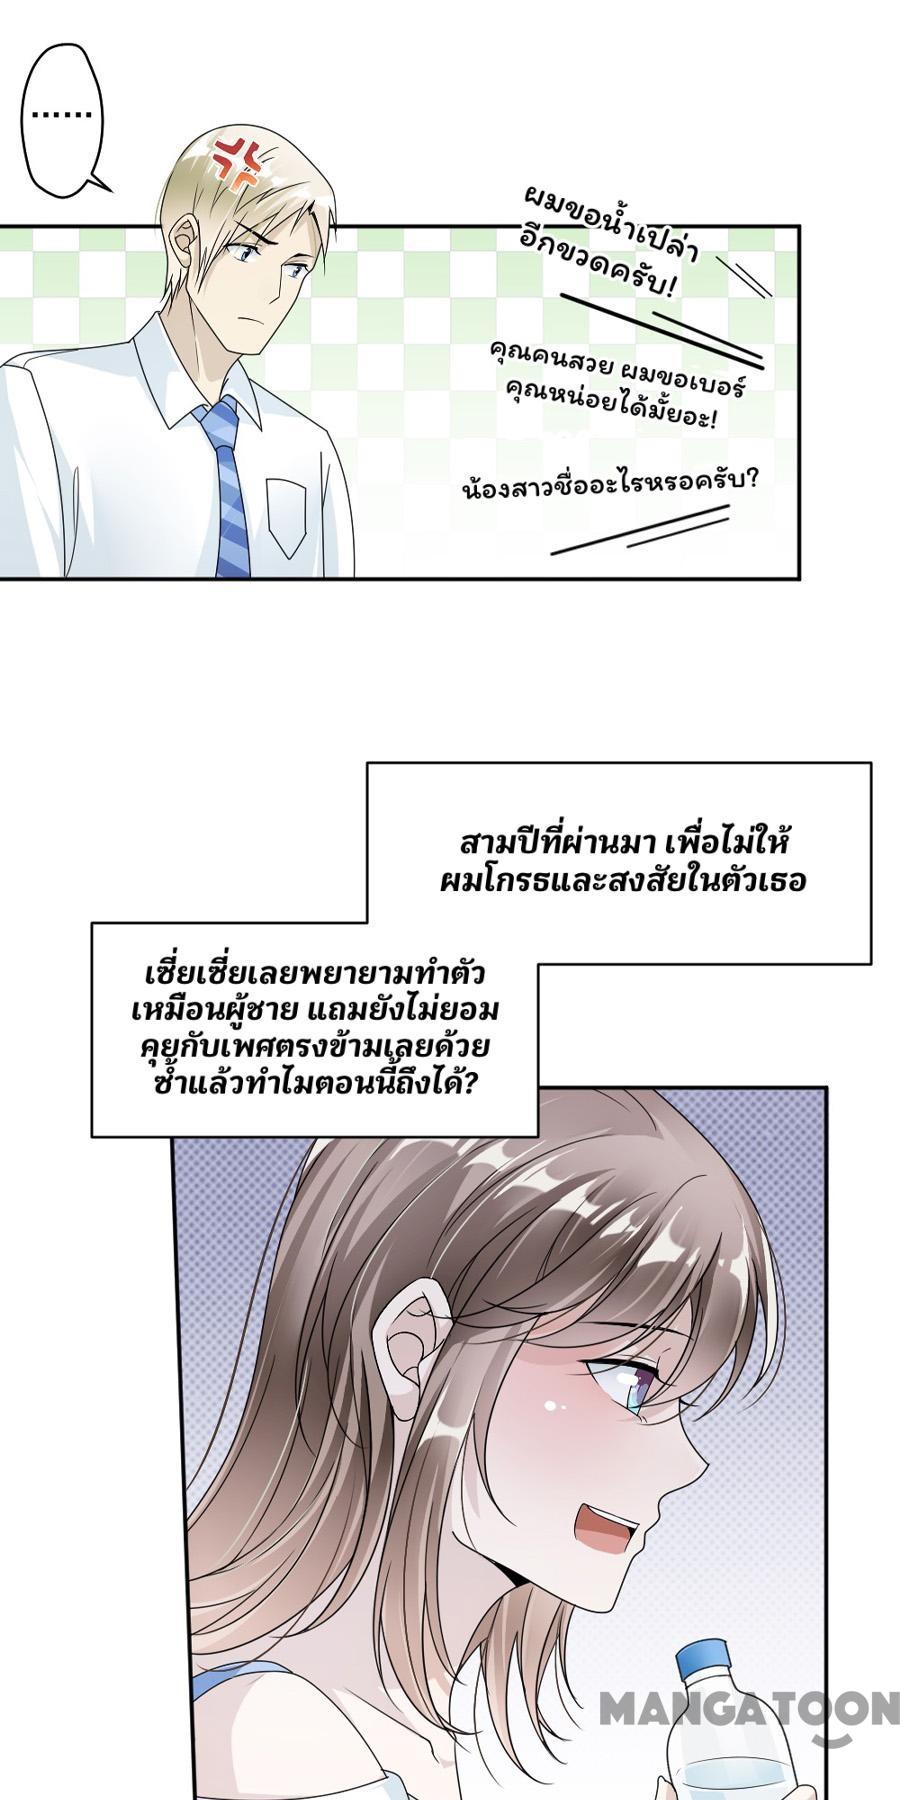 ......
ผมขอน้ำเปล่า
อีกขวดครับ!
คุณคนสวย ผมขอเบอร์
คุณหน่อยได้มั้ยอะ!
น้องสาวชื่ออะไรหรอครับ?
สามปีที่ผ่านมา เพื่อไม่ให้
ผมโกรธและสงสัยในตัวเธอ
เซี่ยเซี่ยเลยพยายามทำตัว
เหมือนผู้ชาย แถมยังไม่ยอม
คุยกับเพศตรงข้ามเลยด้วย
ซ้ำแล้วทำไมตอนนี้ถึงได้?
MANGATOON